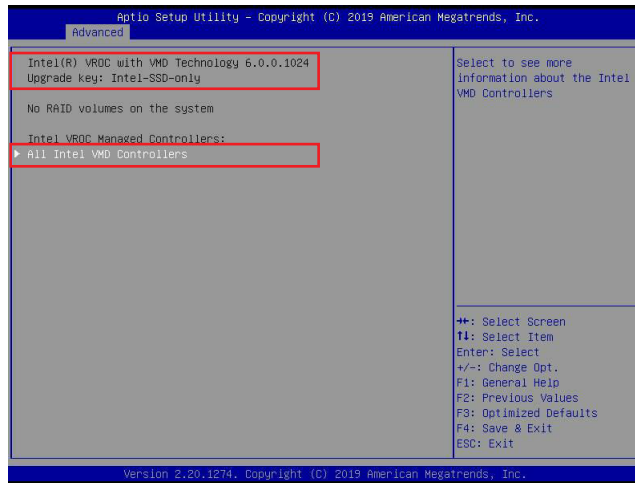 Aptio Setup Utility – Copyright (C) 2019 American Megatrends, Inc.
Advanced
Intel(R) VROC with VMD Technology 6.0.0.1024
Upgrade key: Intel-SSD-only
No RAID volumes on the system
Intel VROC Managed Controllers:
▶ All Intel VMD Controllers
Select to see more
information about the Intel
VMD Controllers
→←: Select Screen
↑↓: Select Item
Enter: Select
+/-: Change Opt.
F1: General Help
F2: Previous Values
F3: Optimized Defaults
F4: Save & Exit
ESC: Exit
Version 2.20.1274. Copyright (C) 2019 American Megatrends, Inc.